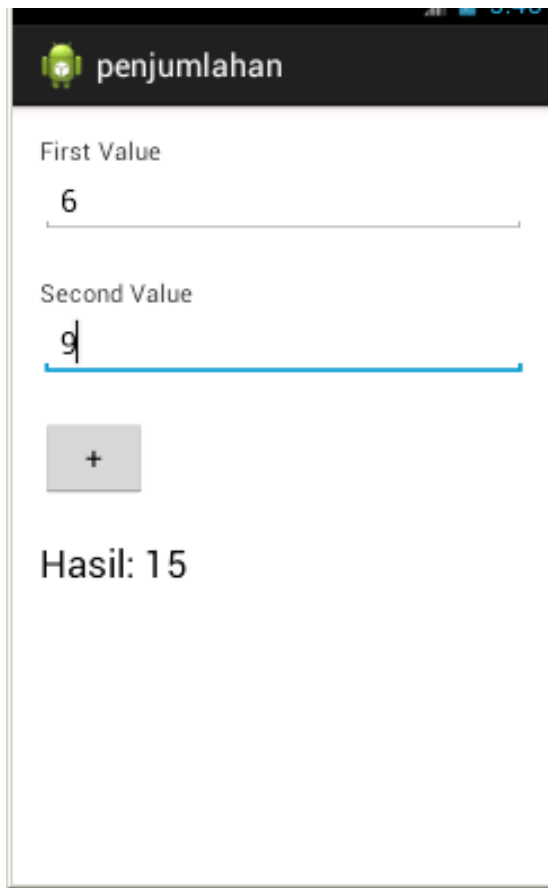 penjumlahan
First Value
6
Second Value
9
+
Hasil: 15